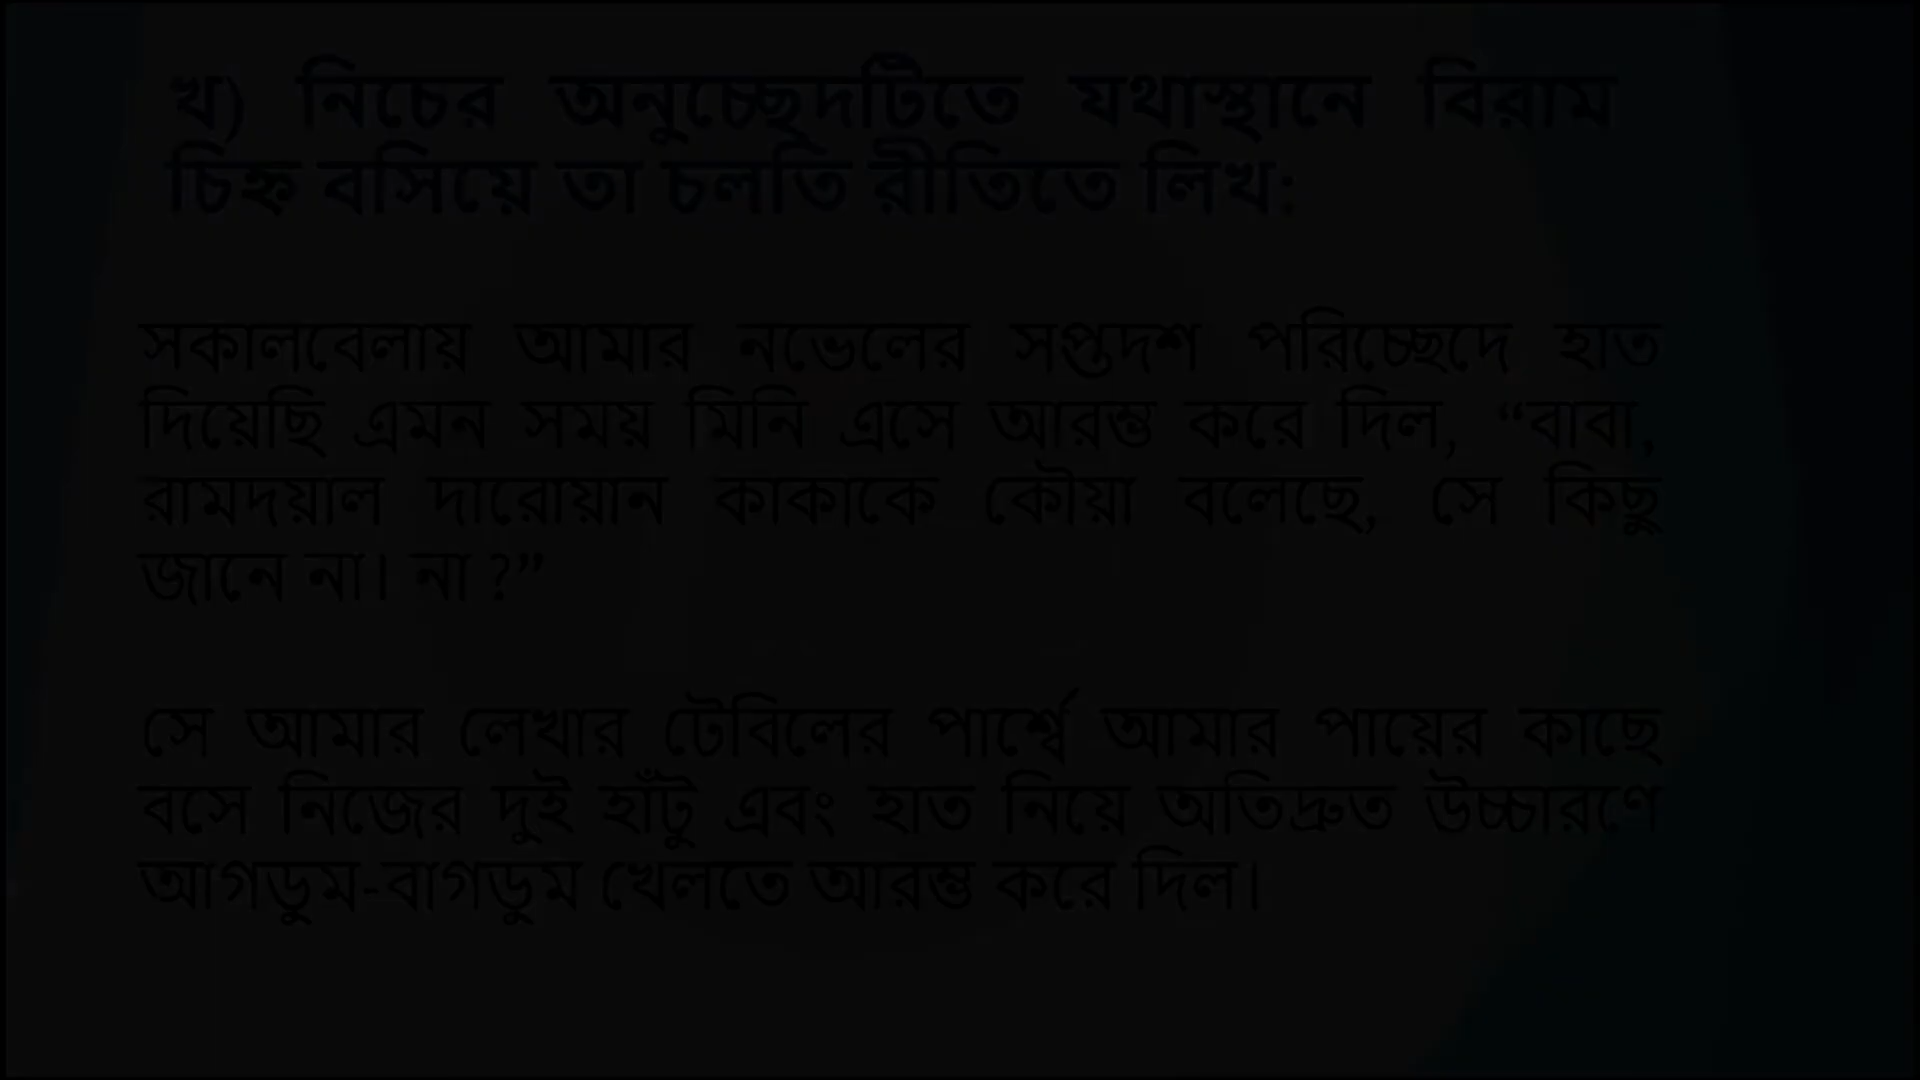 খ) নিচের অনুচ্ছেদটিতে যথাস্থানে বিরাম
চিহ্ন বসিয়ে তা চলতি রীতিতে লিখ:
সকালবেলায় আমার নভেলের সপ্তদশ পরিচ্ছেদে হাত
দিয়েছি এমন সময় মিনি এসে আরম্ভ করে দিল, “বাবা,
রামদয়াল দারোয়ান কাকাকে কৌয়া বলেছে, সে কিছু
জানে না। না ?”
সে আমার লেখার টেবিলের পার্শ্বে আমার পায়ের কাছে
বসে নিজের দুই হাঁটু এবং হাত নিয়ে অতিদ্রুত উচ্চারণে
আগডুম-বাগডুম খেলতে আরম্ভ করে দিল।